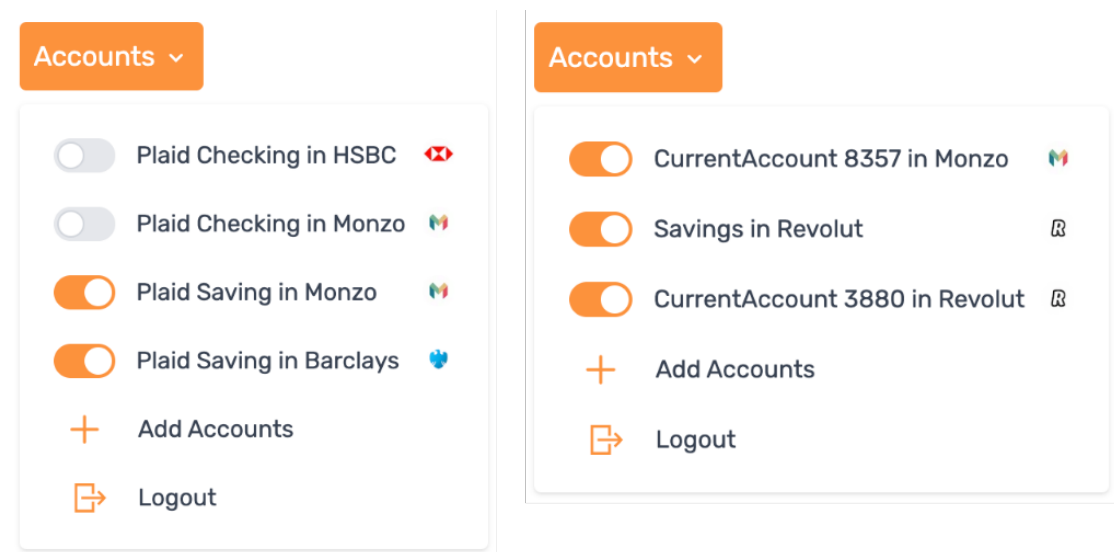 Accounts
Plaid Checking in HSBC
Plaid Checking in Monzo
Plaid Saving in Monzo
Plaid Saving in Barclays
Add Accounts
Logout
Accounts
CurrentAccount 8357 in Monzo
Savings in Revolut
CurrentAccount 3880 in Revolut
Add Accounts
Logout